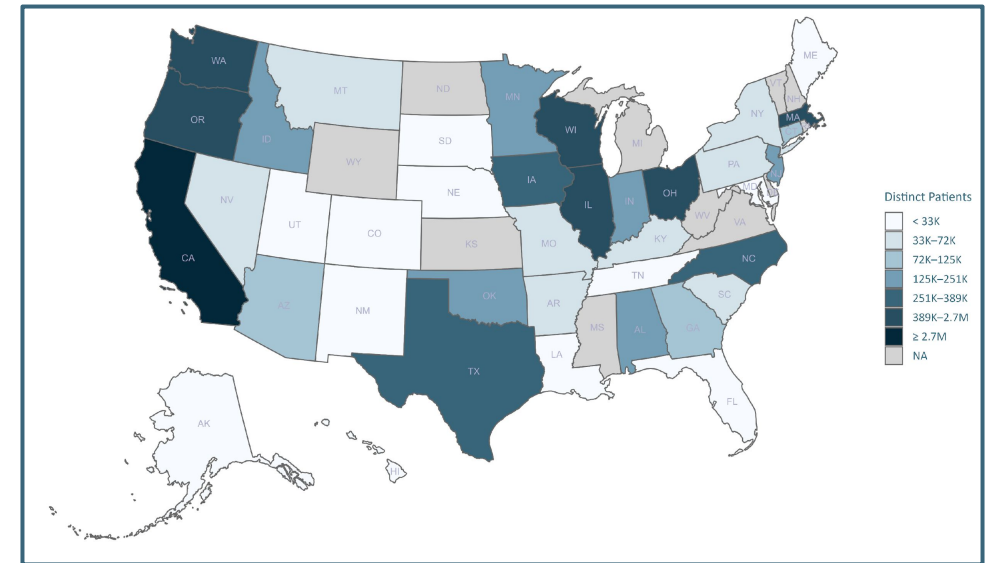 ME
WA
MT
ND
MN
VT
NH
NY
MA
OR
WI
SD
ID
MI
WY
PA
IA
NE
NJ
MD
OH
NV
IL
IN
WV
UT
VA
CO
KY
KS
MO
CA
NC
TN
OK
SC
AZ
AR
NM
MS
AL
GA
LA
TX
FL
AK
HI
Distinct Patients
< 33K
33K–72K
72K–125K
125K–251K
251K–389K
389K–2.7M
≥ 2.7M
NA